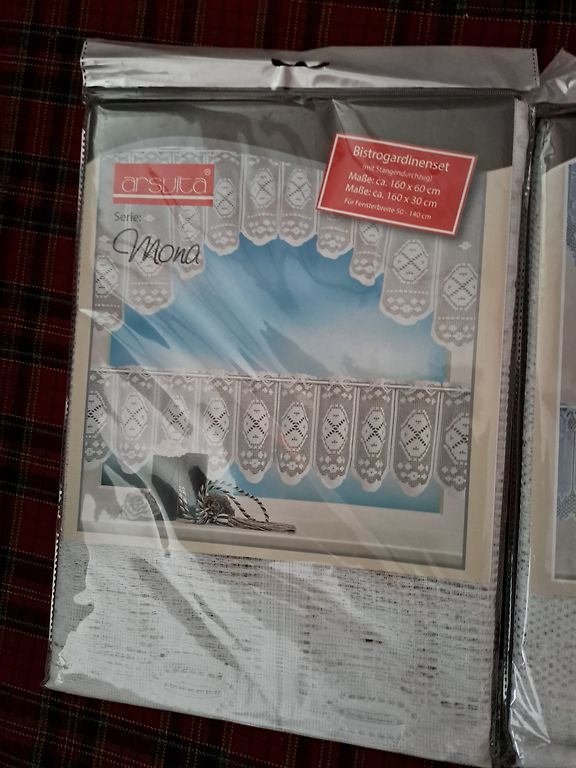 arsvita®
Serie:
Mona
Bistrogardinenset
(mit Stangendurchzug)
Maße: ca. 160 x 60 cm
Maße: ca. 160 x 30 cm
Für Fensterbreite 50 - 140 cm